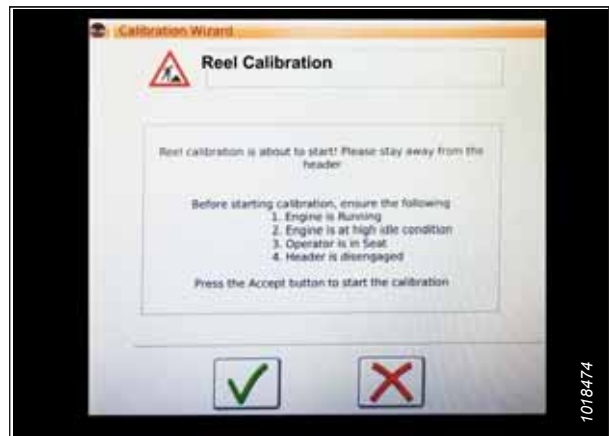 Calibration Wizard
Reel Calibration
Reel calibration is about to start! Please stay away from the
header
Before starting calibration, ensure the following
1. Engine is Running
2. Engine is at high idle condition
3. Operator is in Seat
4. Header is disengaged
Press the Accept button to start the calibration
1018474